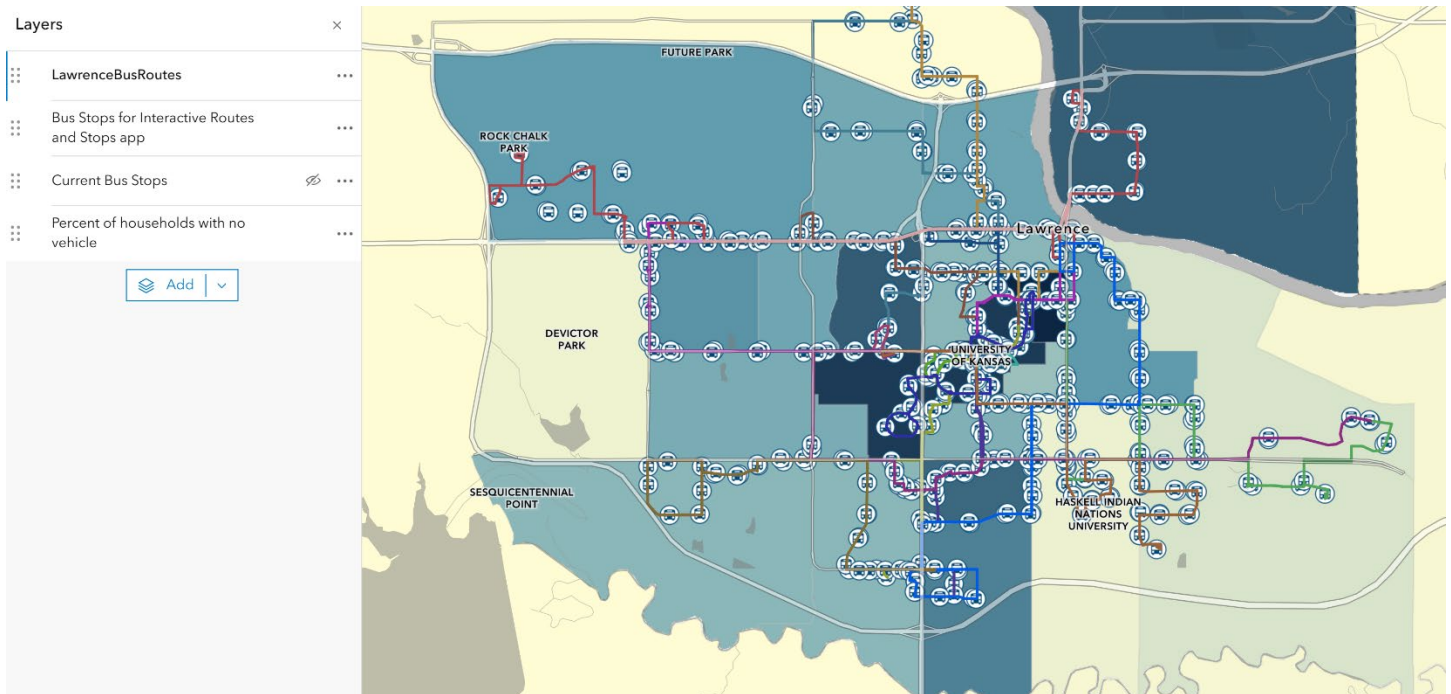 Layers
LawrenceBusRoutes
Bus Stops for Interactive Routes
and Stops app
Current Bus Stops
Percent of households with no
vehicle
Add
FUTURE PARK
ROCK CHALK
PARK
Lawrence
DEVICTOR
PARK
UNIVERSITY
OF KANSAS
SESQUICENTENNIAL
POINT
HASKELL INDIAN
NATIONS
UNIVERSITY